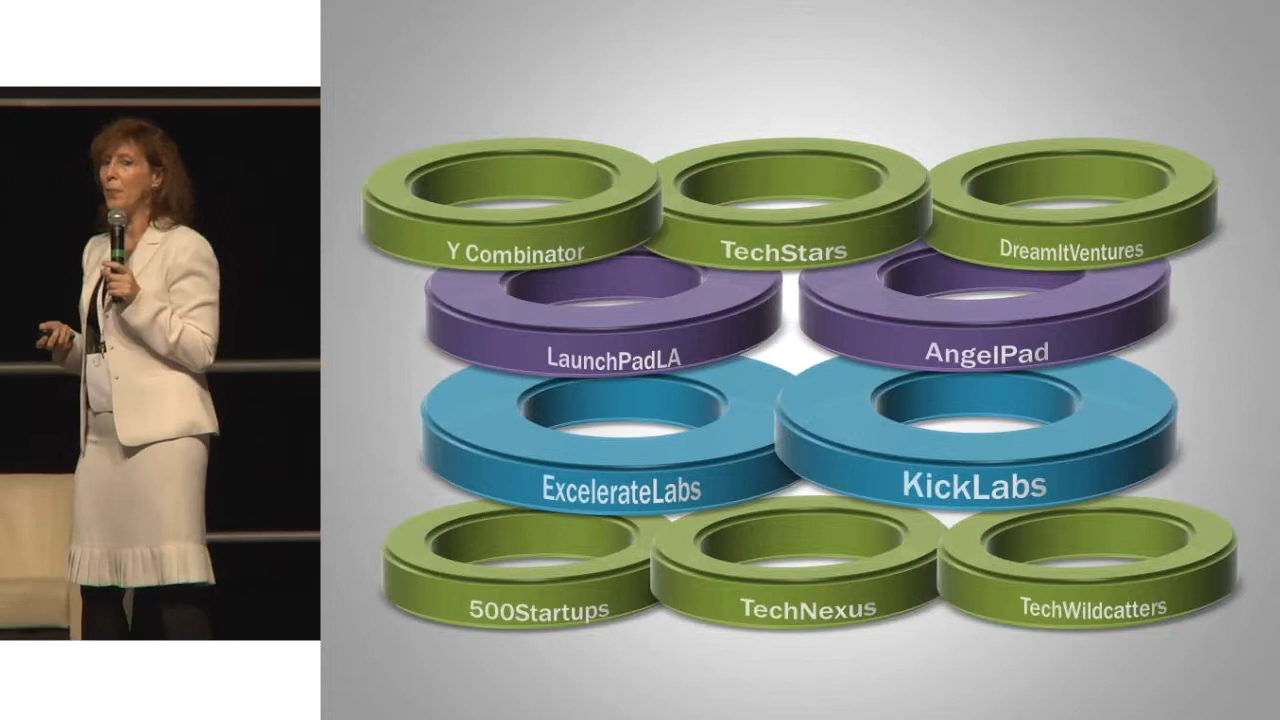 Y Combinator
TechStars
DreamItVentures
LaunchPadLA
AngelPad
ExcelerateLabs
KickLabs
500Startups
TechNexus
TechWildcatters